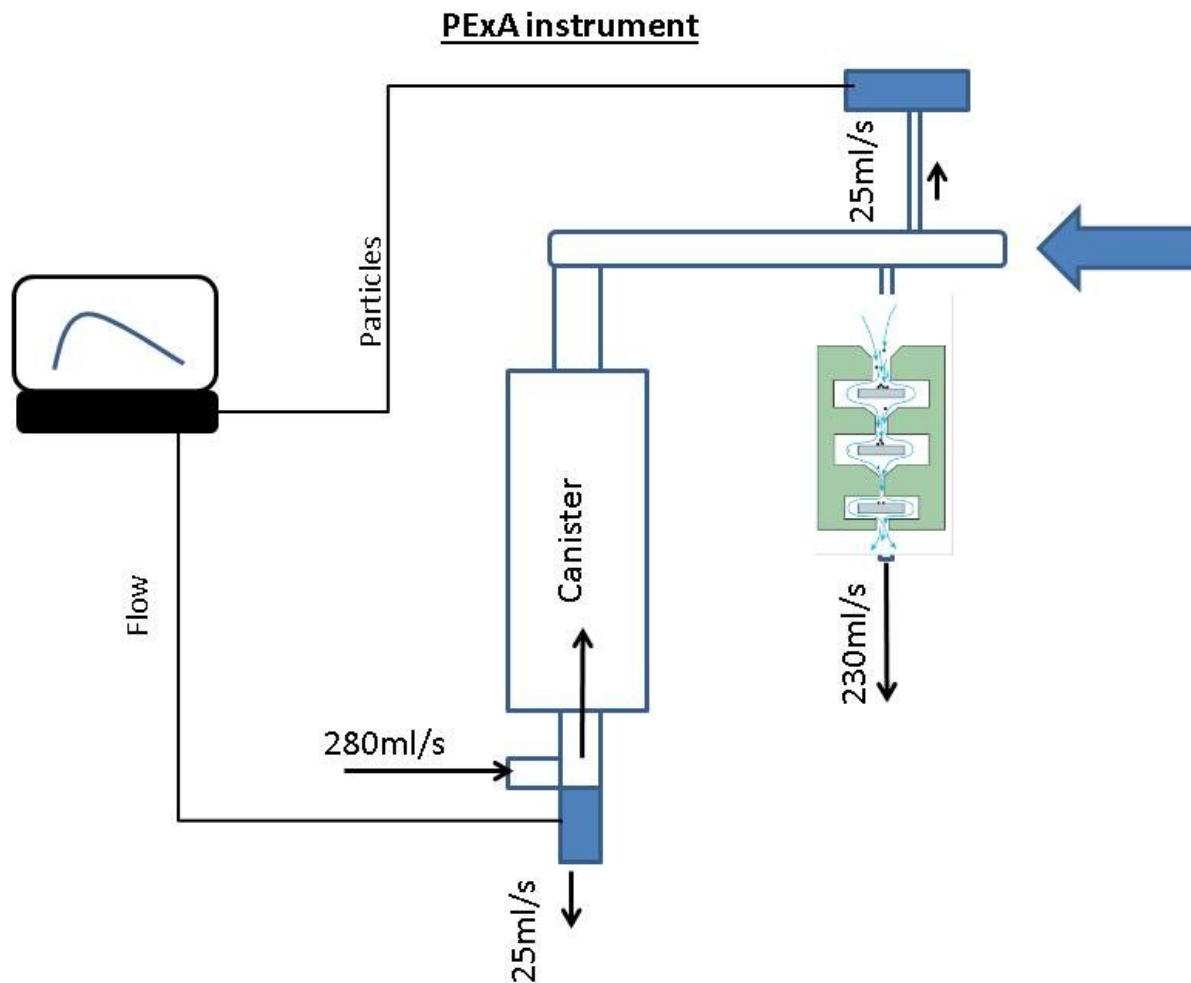 PExA instrument
25ml/s
Particles
Canister
Flow
230ml/s
280ml/s
25ml/s